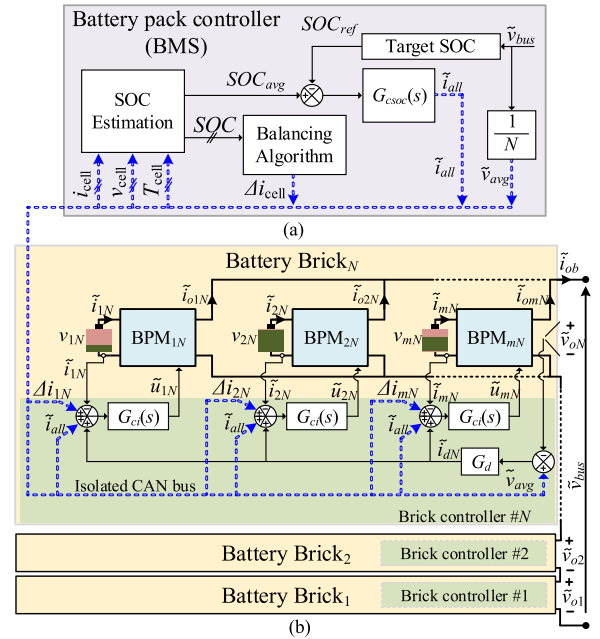 Battery pack controller
(BMS)
SOC_ref
Target SOC
ṽ_bus
SOC
Estimation
SOC_avg
− +
G_csoc(s)
ĩ_all
1
N
SOC
Balancing
Algorithm
i_cell
v_cell
T_cell
Δi_cell
ĩ_all
ṽ_avg
(a)
Battery Brick_N
ĩ_ob
ĩ_1N
ĩ_o1N
ĩ_2N
ĩ_o2N
ĩ_mN
ĩ_omN
v_1N
BPM_1N
v_2N
BPM_2N
v_mN
BPM_mN
+
ṽ_oN
−
ĩ_1N
ũ_1N
ĩ_2N
ũ_2N
ĩ_mN
ũ_mN
Δi_1N
Δi_2N
Δi_mN
G_ci(s)
G_ci(s)
G_ci(s)
ĩ_all
ĩ_all
ĩ_all
ĩ_dN
G_d
ṽ_avg
ṽ_bus
Isolated CAN bus
Brick controller #N
Battery Brick_2
Brick controller #2
+
ṽ_o2
−
Battery Brick_1
Brick controller #1
+
ṽ_o1
−
(b)